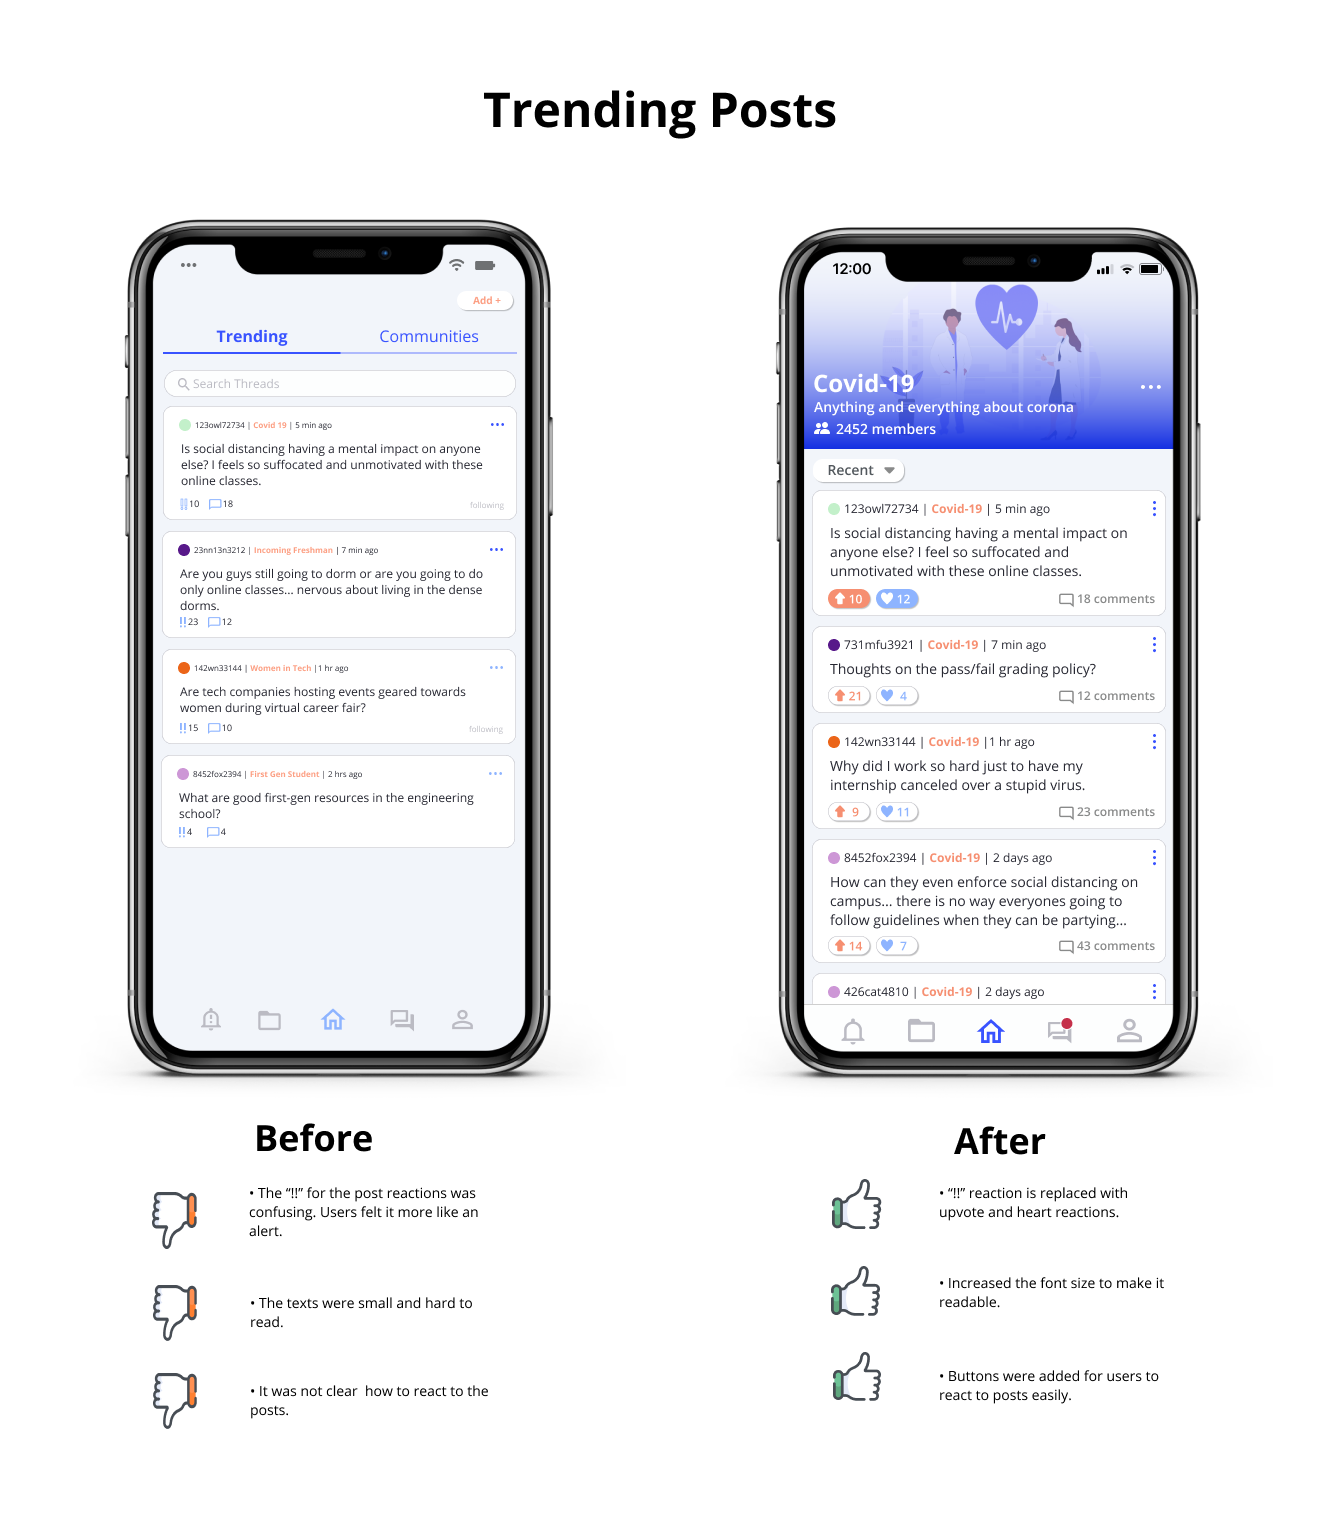 Trending Posts
Add +
Trending
Communities
Search Threads
123owl72734 | Covid 19 | 5 min ago
Is social distancing having a mental impact on anyone
else? I feels so suffocated and unmotivated with these
online classes.
10 18 following
23nn13n3212 | Incoming Freshman | 7 min ago
Are you guys still going to dorm or are you going to do
only online classes... nervous about living in the dense
dorms.
!!23 12
142wn33144 | Women in Tech |1 hr ago
Are tech companies hosting events geared towards
women during virtual career fair?
!!15 10 following
8452fox2394 | First Gen Student | 2 hrs ago
What are good first-gen resources in the engineering
school?
!!4 4
12:00
Covid-19
Anything and everything about corona
2452 members
Recent
123owl72734 | Covid-19 | 5 min ago
Is social distancing having a mental impact on
anyone else? I feel so suffocated and
unmotivated with these online classes.
10 12 18 comments
731mfu3921 | Covid-19 | 7 min ago
Thoughts on the pass/fail grading policy?
21 4 12 comments
142wn33144 | Covid-19 |1 hr ago
Why did I work so hard just to have my
internship canceled over a stupid virus.
9 11 23 comments
8452fox2394 | Covid-19 | 2 days ago
How can they even enforce social distancing on
campus... there is no way everyones going to
follow guidelines when they can be partying...
14 7 43 comments
426cat4810 | Covid-19 | 2 days ago
Before
• The “!!” for the post reactions was
confusing. Users felt it more like an
alert.
• The texts were small and hard to
read.
• It was not clear  how to react to the
posts.
After
• “!!” reaction is replaced with
upvote and heart reactions.
• Increased the font size to make it
readable.
• Buttons were added for users to
react to posts easily.